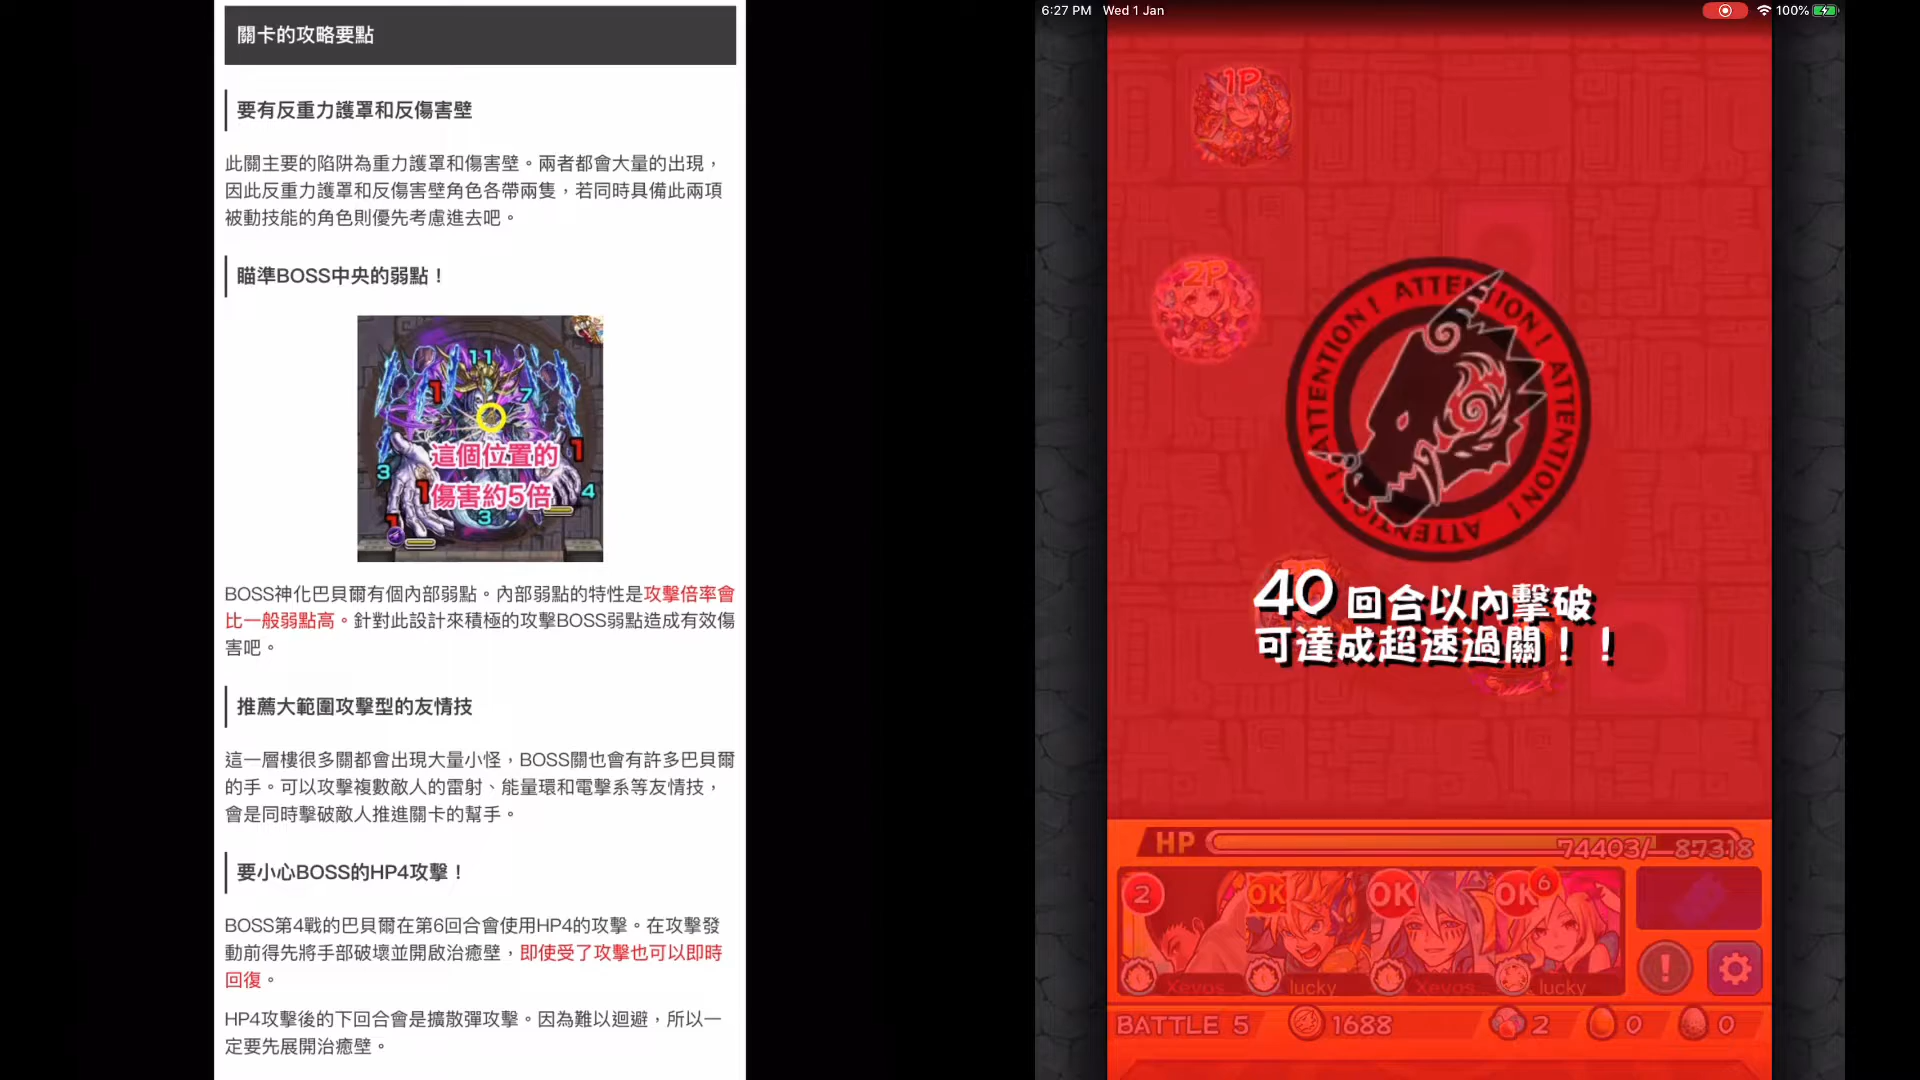 關卡的攻略要點
要有反重力護罩和反傷害壁
此關主要的陷阱為重力護罩和傷害壁。兩者都會大量的出現，
因此反重力護罩和反傷害壁角色各帶兩隻，若同時具備此兩項
被動技能的角色則優先考慮進去吧。
瞄準BOSS中央的弱點！
11
1
7
這個位置的
1
3
1
傷害約5倍
4
1
3
BOSS神化巴貝爾有個內部弱點。內部弱點的特性是攻擊倍率會
比一般弱點高。針對此設計來積極的攻擊BOSS弱點造成有效傷
害吧。
推薦大範圍攻擊型的友情技
這一層樓很多關都會出現大量小怪，BOSS關也會有許多巴貝爾
的手。可以攻擊複數敵人的雷射、能量環和電擊系等友情技，
會是同時擊破敵人推進關卡的幫手。
要小心BOSS的HP4攻擊！
BOSS第4戰的巴貝爾在第6回合會使用HP4的攻擊。在攻擊發
動前得先將手部破壞並開啟治癒壁，即使受了攻擊也可以即時
回復。
HP4攻擊後的下回合會是擴散彈攻擊。因為難以迴避，所以一
定要先展開治癒壁。
6:27 PM Wed 1 Jan
100%
1P
2P
ATTENTION! ATTENTION! ATTENTION! ATTENTION! ATTENTION!
40 回合以內擊破
可達成超速過關！！
HP
74403/ 87318
2
OK
OK
OK
6
Xevos...
lucky
Xevos...
lucky
BATTLE 5
1688
2
0
0